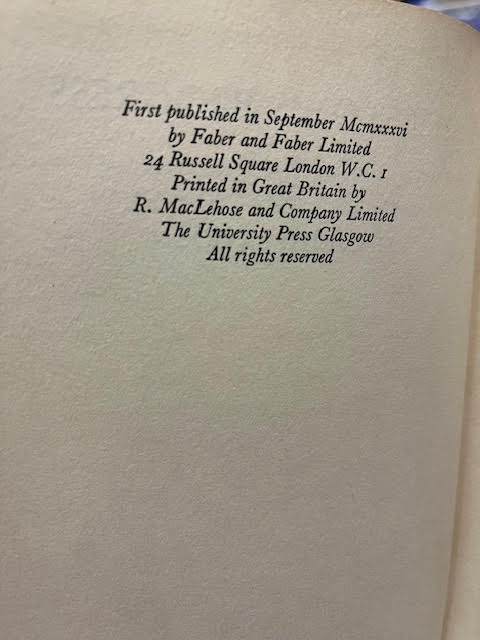 First published in September Mcmxxxvi
by Faber and Faber Limited
24 Russell Square London W.C. 1
Printed in Great Britain by
R. MacLehose and Company Limited
The University Press Glasgow
All rights reserved